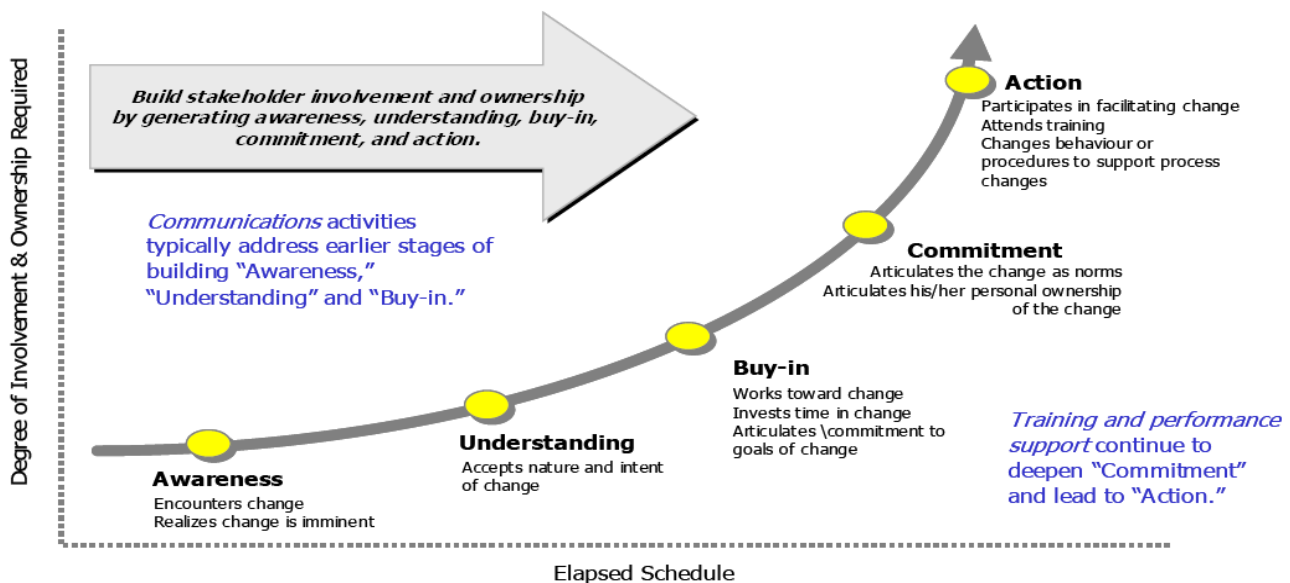 Degree of Involvement & Ownership Required
Build stakeholder involvement and ownership
by generating awareness, understanding, buy-in,
commitment, and action.
Communications activities
typically address earlier stages of
building “Awareness,”
“Understanding” and “Buy-in.”
Awareness
Encounters change
Realizes change is imminent
Understanding
Accepts nature and intent
of change
Buy-in
Works toward change
Invests time in change
Articulates \commitment to
goals of change
Commitment
Articulates the change as norms
Articulates his/her personal ownership
of the change
Action
Participates in facilitating change
Attends training
Changes behaviour or
procedures to support process
changes
Training and performance
support continue to
deepen “Commitment”
and lead to “Action.”
Elapsed Schedule